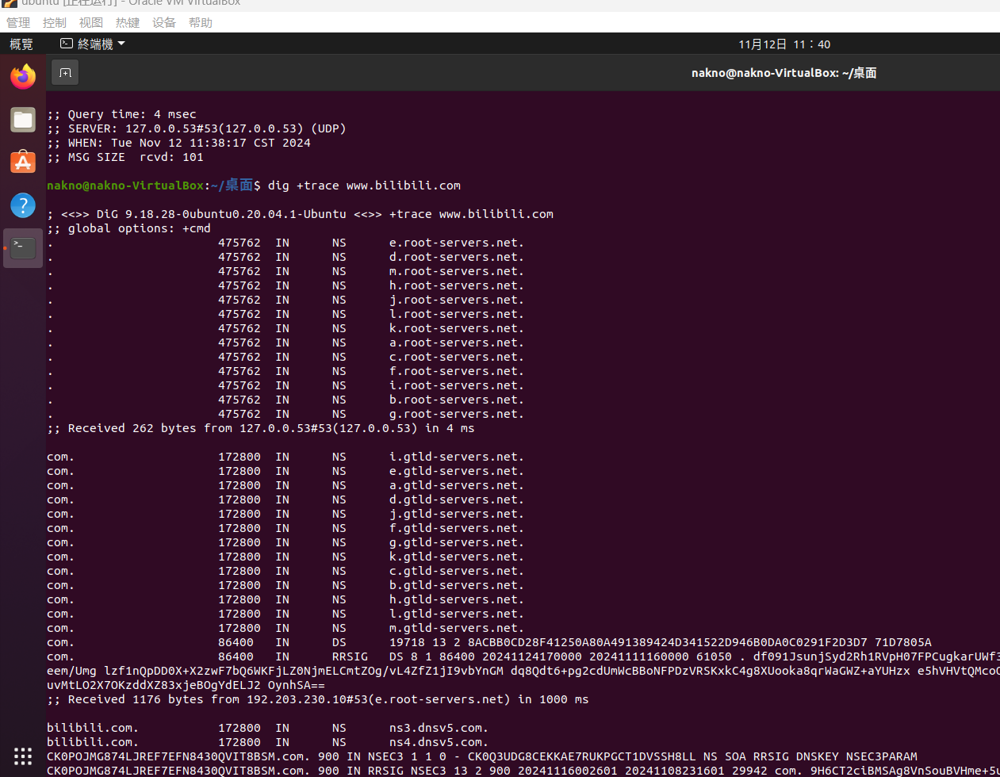 ubuntu [正在运行] - Oracle VM VirtualBox
管理 控制 视图 热键 设备 帮助
概覽 終端機 11月12日 11：40
nakno@nakno-VirtualBox: ~/桌面
;; Query time: 4 msec
;; SERVER: 127.0.0.53#53(127.0.0.53) (UDP)
;; WHEN: Tue Nov 12 11:38:17 CST 2024
;; MSG SIZE  rcvd: 101
nakno@nakno-VirtualBox:~/桌面$ dig +trace www.bilibili.com
; <<>> DiG 9.18.28-0ubuntu0.20.04.1-Ubuntu <<>> +trace www.bilibili.com
;; global options: +cmd
. 475762 IN NS e.root-servers.net.
. 475762 IN NS d.root-servers.net.
. 475762 IN NS m.root-servers.net.
. 475762 IN NS h.root-servers.net.
. 475762 IN NS j.root-servers.net.
. 475762 IN NS l.root-servers.net.
. 475762 IN NS k.root-servers.net.
. 475762 IN NS a.root-servers.net.
. 475762 IN NS c.root-servers.net.
. 475762 IN NS f.root-servers.net.
. 475762 IN NS i.root-servers.net.
. 475762 IN NS b.root-servers.net.
. 475762 IN NS g.root-servers.net.
;; Received 262 bytes from 127.0.0.53#53(127.0.0.53) in 4 ms
com. 172800 IN NS i.gtld-servers.net.
com. 172800 IN NS e.gtld-servers.net.
com. 172800 IN NS a.gtld-servers.net.
com. 172800 IN NS d.gtld-servers.net.
com. 172800 IN NS j.gtld-servers.net.
com. 172800 IN NS f.gtld-servers.net.
com. 172800 IN NS g.gtld-servers.net.
com. 172800 IN NS k.gtld-servers.net.
com. 172800 IN NS c.gtld-servers.net.
com. 172800 IN NS b.gtld-servers.net.
com. 172800 IN NS h.gtld-servers.net.
com. 172800 IN NS l.gtld-servers.net.
com. 172800 IN NS m.gtld-servers.net.
com. 86400 IN DS 19718 13 2 8ACBB0CD28F41250A80A491389424D341522D946B0DA0C0291F2D3D7 71D7805A
com. 86400 IN RRSIG DS 8 1 86400 20241124170000 20241111160000 61050 . df091JsunjSyd2Rh1RVpH07FPCugkarUWf3
eem/Umg lzf1nQpDD0X+X2zwF7bQ6WKFjLZ0NjmELCmtZOg/vL4ZfZ1jI9vbYnGM dq8Qdt6+pg2cdUmWcBBoNFPDzVRSKxkC4g8XUooka8qrWaGWZ+aYUHzx e5hVHVtQMcoG
uvMtLO2X7OKzddXZ83xjeBOgYdELJ2 OynhSA==
;; Received 1176 bytes from 192.203.230.10#53(e.root-servers.net) in 1000 ms
bilibili.com. 172800 IN NS ns3.dnsv5.com.
bilibili.com. 172800 IN NS ns4.dnsv5.com.
CK0POJMG874LJREF7EFN8430QVIT8BSM.com. 900 IN NSEC3 1 1 0 - CK0Q3UDG8CEKKAE7RUKPGCT1DVSSH8LL NS SOA RRSIG DNSKEY NSEC3PARAM
CK0POJMG874LJREF7EFN8430QVIT8BSM.com. 900 IN RRSIG NSEC3 13 2 900 20241116002601 20241108231601 29942 com. 9H6CT2ciBMSAg8VnSouBVHme+5u